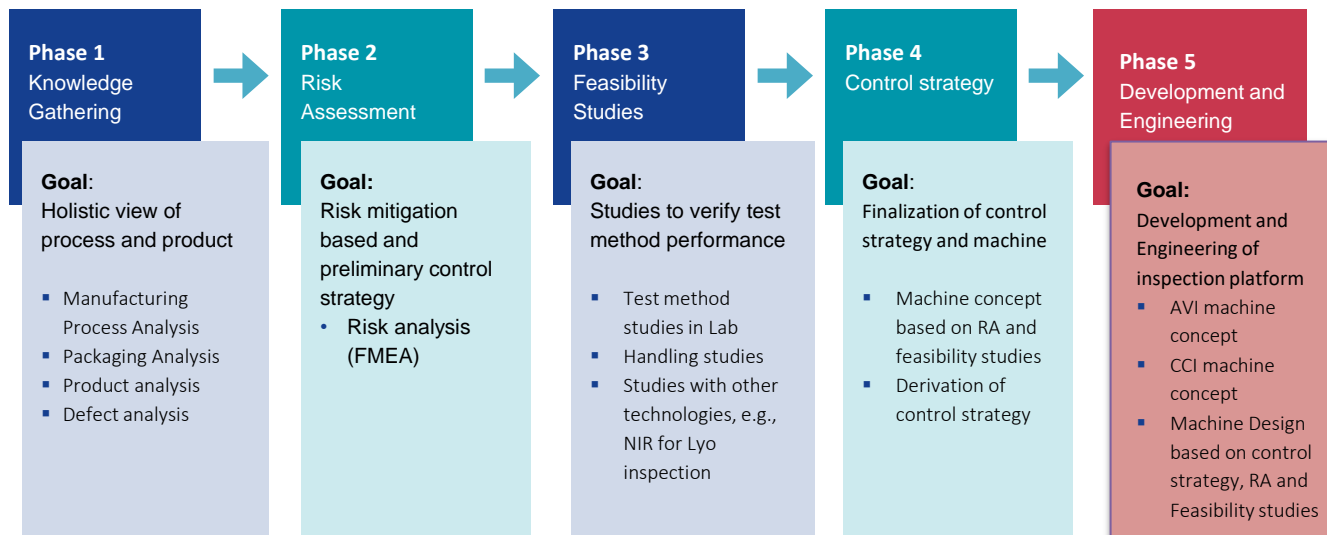 Phase 1
Knowledge
Gathering
Goal:
Holistic view of
process and product
▪ Manufacturing
Process Analysis
▪ Packaging Analysis
▪ Product analysis
▪ Defect analysis
Phase 2
Risk
Assessment
Goal:
Risk mitigation
based and
preliminary control
strategy
• Risk analysis
(FMEA)
Phase 3
Feasibility
Studies
Goal:
Studies to verify test
method performance
▪ Test method
studies in Lab
▪ Handling studies
▪ Studies with other
technologies, e.g.,
NIR for Lyo
inspection
Phase 4
Control strategy
Goal:
Finalization of control
strategy and machine
▪ Machine concept
based on RA and
feasibility studies
▪ Derivation of
control strategy
Phase 5
Development and
Engineering
Goal:
Development and
Engineering of
inspection platform
▪ AVI machine
concept
▪ CCI machine
concept
▪ Machine Design
based on control
strategy, RA and
Feasibility studies